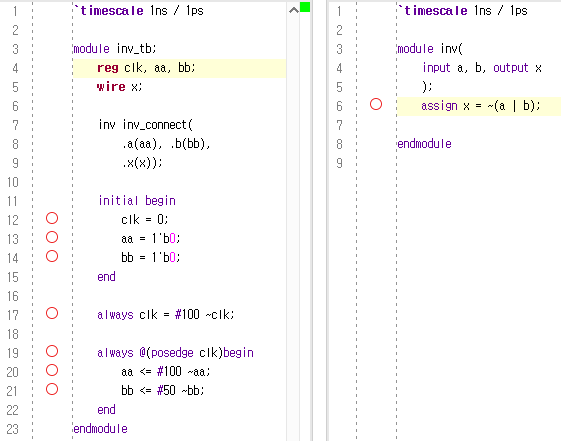 1 `timescale 1ns / 1ps
2
3 module inv_tb;
4 reg clk, aa, bb;
5 wire x;
6
7 inv inv_connect(
8 .a(aa), .b(bb),
9 .x(x));
10
11 initial begin
12 clk = 0;
13 aa = 1'b0;
14 bb = 1'b0;
15 end
16
17 always clk = #100 ~clk;
18
19 always @(posedge clk)begin
20 aa <= #100 ~aa;
21 bb <= #50 ~bb;
22 end
23 endmodule
1 `timescale 1ns / 1ps
2
3 module inv(
4 input a, b, output x
5 );
6 assign x = ~(a | b);
7
8 endmodule
9